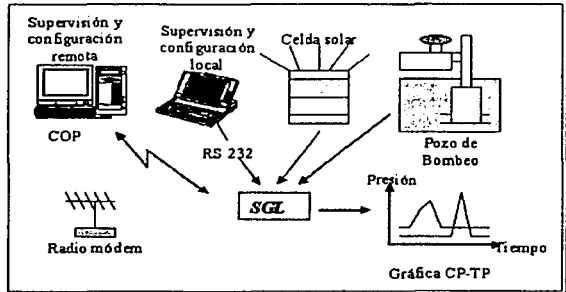 Supervisión y
configuración
remota
COP
Supervisión y
configuración
local
RS 232
Celda solar
Pozo de
Bombeo
SGL
Radio módem
Presión
Tiempo
Gráfica CP-TP